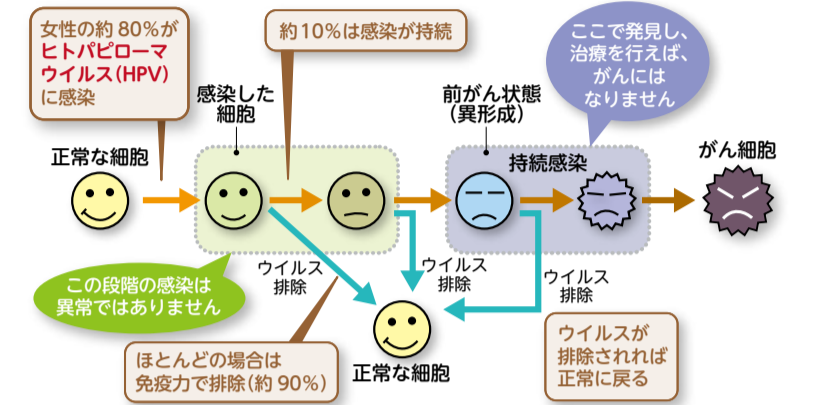 女性の約80%が
ヒトパピローマ
ウイルス(HPV)
に感染
約10%は感染が持続
ここで発見し、
治療を行えば、
がんには
なりません
感染した
細胞
前がん状態
(異形成)
正常な細胞
持続感染
がん細胞
この段階の感染は
異常ではありません
ウイルス
排除
ウイルス
排除
ウイルス
排除
ほとんどの場合は
免疫力で排除(約90%)
正常な細胞
ウイルスが
排除されれば
正常に戻る